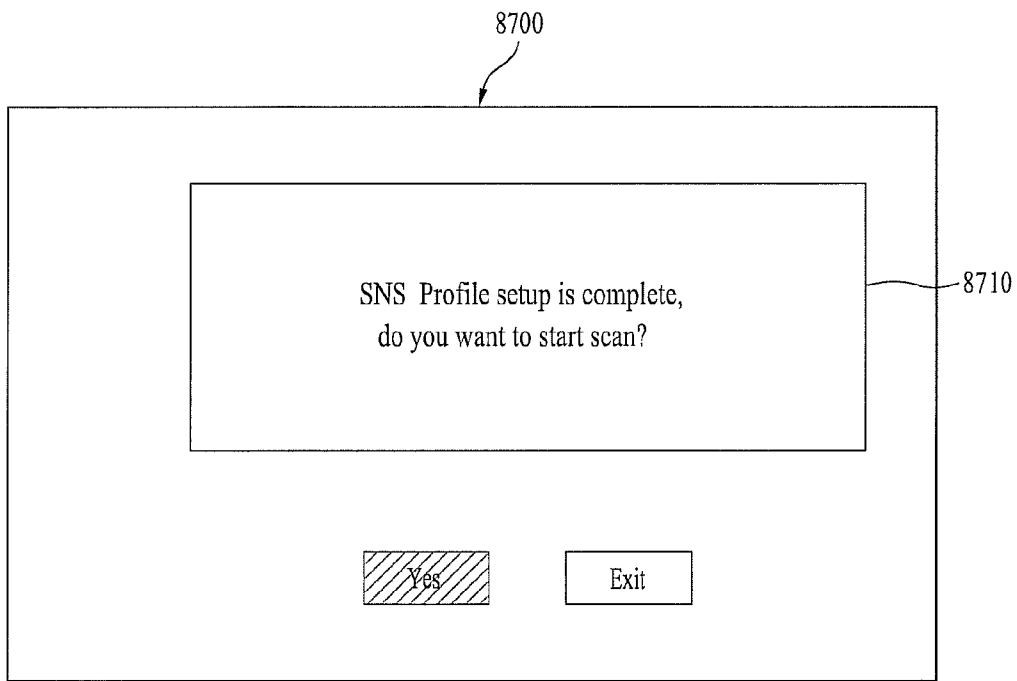 8700
SNS Profile setup is complete,
do you want to start scan?
8710
Yes
Exit